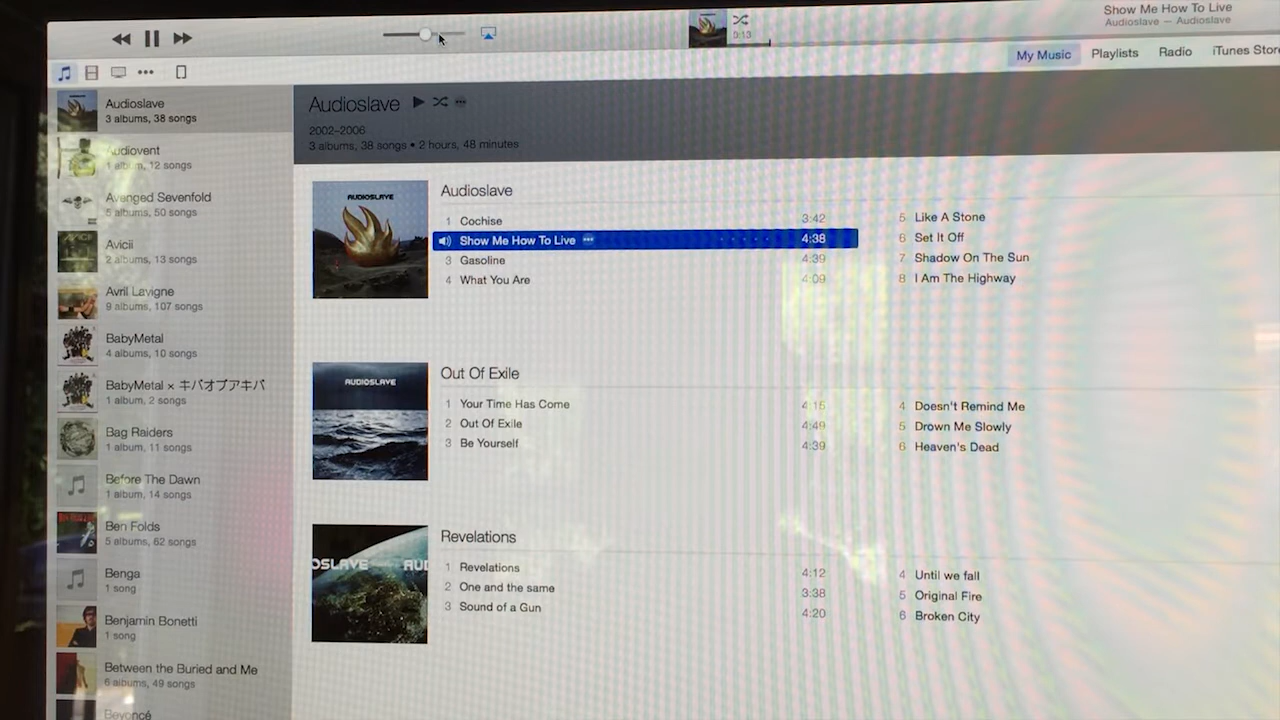 Show Me How To Live
Audioslave — Audioslave
0:13
My Music
Playlists
Radio
iTunes Stor
Audioslave
3 albums, 38 songs
Audiovent
1 album, 12 songs
Avenged Sevenfold
5 albums, 50 songs
Avicii
2 albums, 13 songs
Avril Lavigne
9 albums, 107 songs
BabyMetal
4 albums, 10 songs
BabyMetal × キバオブアキバ
1 album, 2 songs
Bag Raiders
1 album, 11 songs
Before The Dawn
1 album, 14 songs
Ben Folds
5 albums, 62 songs
Benga
1 song
Benjamin Bonetti
1 song
Between the Buried and Me
6 albums, 49 songs
Beyoncé
Audioslave
2002–2006
3 albums, 38 songs • 2 hours, 48 minutes
AUDIOSLAVE
Audioslave
1 Cochise 3:42
Show Me How To Live 4:38
3 Gasoline 4:39
4 What You Are 4:09
5 Like A Stone
6 Set It Off
7 Shadow On The Sun
8 I Am The Highway
AUDIOSLAVE
Out Of Exile
1 Your Time Has Come 4:15
2 Out Of Exile 4:49
3 Be Yourself 4:39
4 Doesn't Remind Me
5 Drown Me Slowly
6 Heaven's Dead
OSLAVE AUD
Revelations
1 Revelations 4:12
2 One and the same 3:38
3 Sound of a Gun 4:20
4 Until we fall
5 Original Fire
6 Broken City